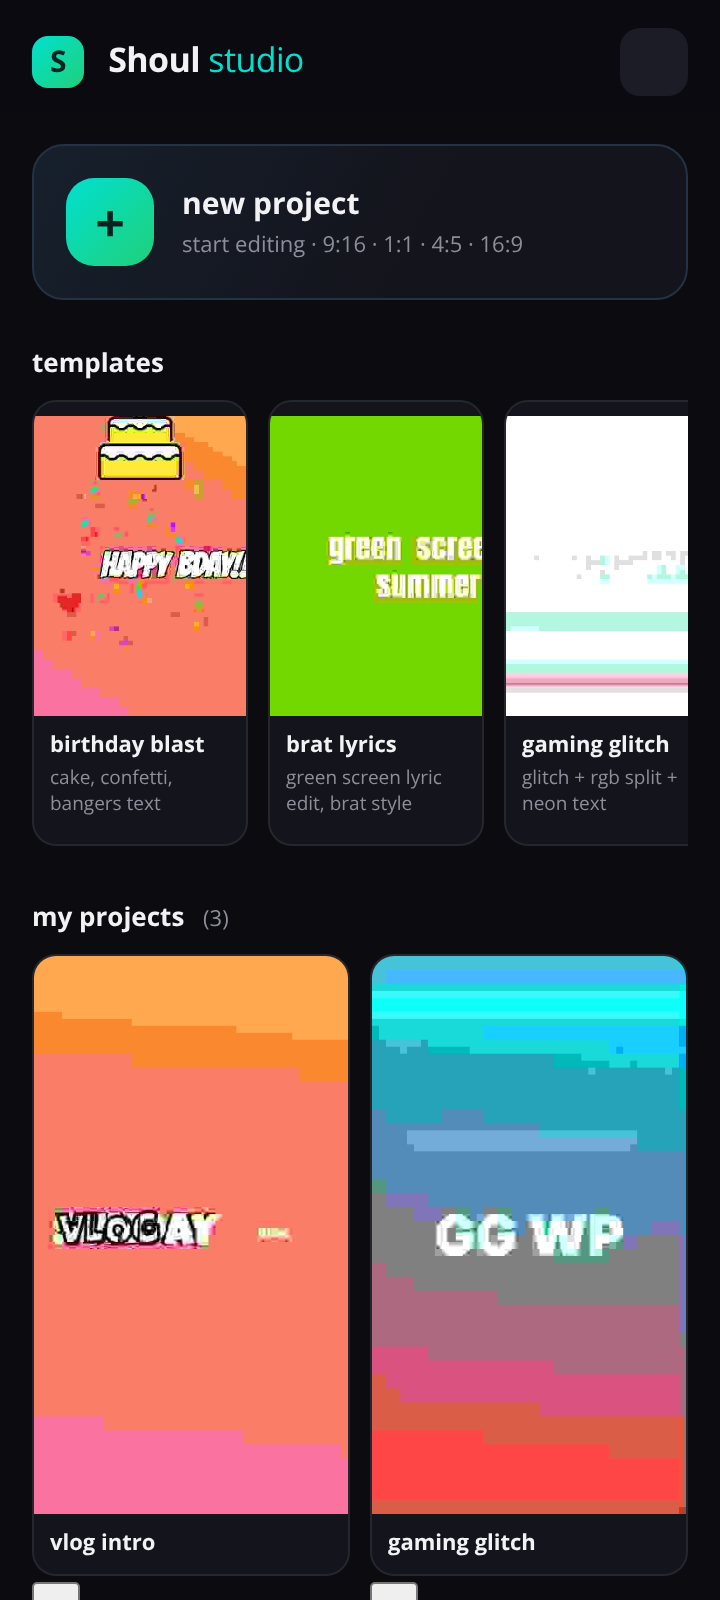 S Shoul studio
+
new project
start editing · 9:16 · 1:1 · 4:5 · 16:9
templates
HAPPY BDAY!!
birthday blast
cake, confetti,
bangers text
green scree
summer
brat lyrics
green screen lyric
edit, brat style
gaming glitch
glitch + rgb split +
neon text
my projects (3)
vlog intro
GG WP
gaming glitch